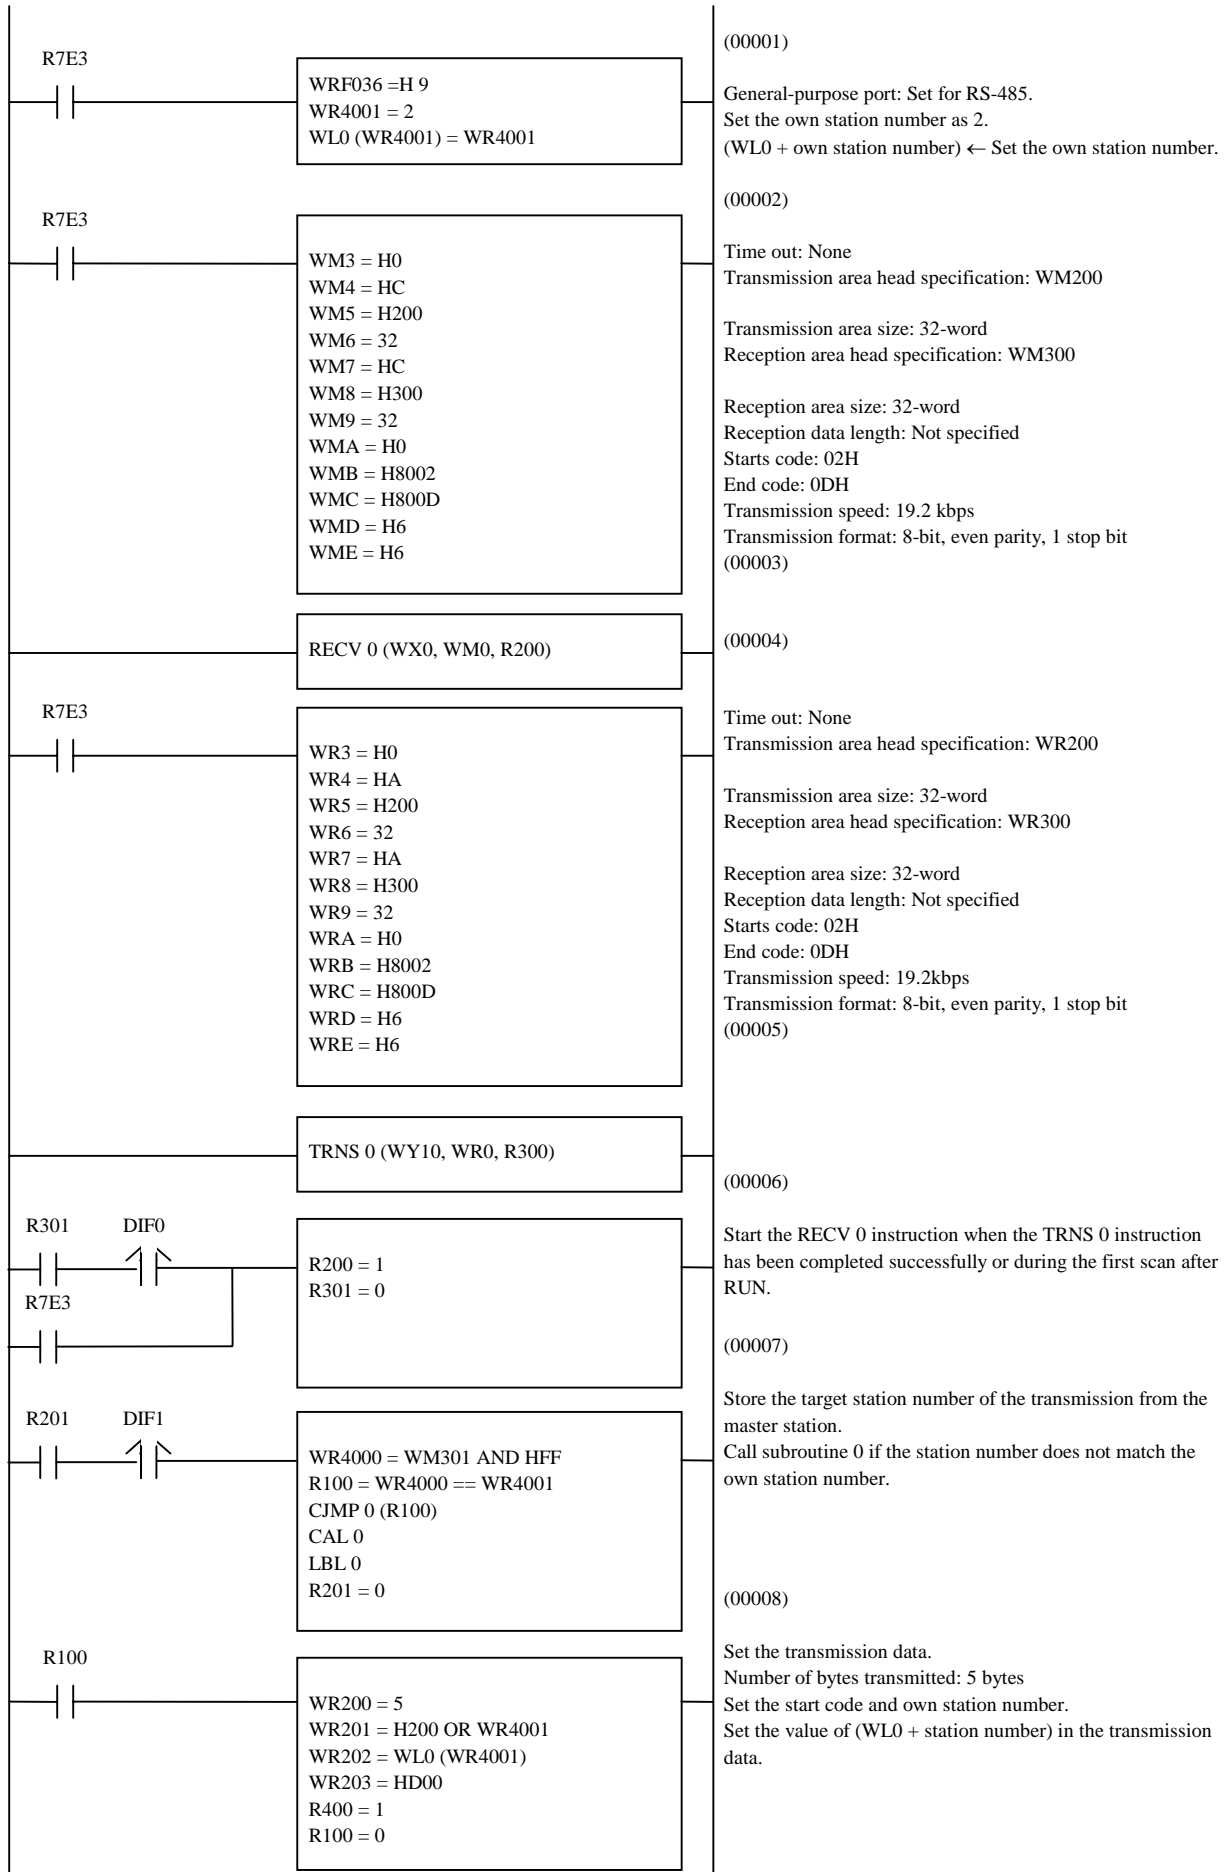 (00001)
R7E3
WRF036 =H 9
WR4001 = 2
WL0 (WR4001) = WR4001
General-purpose port: Set for RS-485.
Set the own station number as 2.
(WL0 + own station number) ← Set the own station number.
(00002)
R7E3
WM3 = H0
WM4 = HC
WM5 = H200
WM6 = 32
WM7 = HC
WM8 = H300
WM9 = 32
WMA = H0
WMB = H8002
WMC = H800D
WMD = H6
WME = H6
Time out: None
Transmission area head specification: WM200
Transmission area size: 32-word
Reception area head specification: WM300
Reception area size: 32-word
Reception data length: Not specified
Starts code: 02H
End code: 0DH
Transmission speed: 19.2 kbps
Transmission format: 8-bit, even parity, 1 stop bit
(00003)
RECV 0 (WX0, WM0, R200)
(00004)
R7E3
WR3 = H0
WR4 = HA
WR5 = H200
WR6 = 32
WR7 = HA
WR8 = H300
WR9 = 32
WRA = H0
WRB = H8002
WRC = H800D
WRD = H6
WRE = H6
Time out: None
Transmission area head specification: WR200
Transmission area size: 32-word
Reception area head specification: WR300
Reception area size: 32-word
Reception data length: Not specified
Starts code: 02H
End code: 0DH
Transmission speed: 19.2kbps
Transmission format: 8-bit, even parity, 1 stop bit
(00005)
TRNS 0 (WY10, WR0, R300)
(00006)
R301 DIF0
R7E3
R200 = 1
R301 = 0
Start the RECV 0 instruction when the TRNS 0 instruction
has been completed successfully or during the first scan after
RUN.
(00007)
R201 DIF1
WR4000 = WM301 AND HFF
R100 = WR4000 == WR4001
CJMP 0 (R100)
CAL 0
LBL 0
R201 = 0
Store the target station number of the transmission from the
master station.
Call subroutine 0 if the station number does not match the
own station number.
(00008)
R100
WR200 = 5
WR201 = H200 OR WR4001
WR202 = WL0 (WR4001)
WR203 = HD00
R400 = 1
R100 = 0
Set the transmission data.
Number of bytes transmitted: 5 bytes
Set the start code and own station number.
Set the value of (WL0 + station number) in the transmission
data.